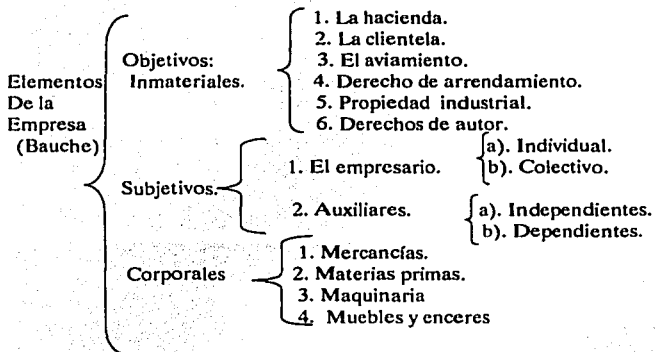 Elementos
De la
Empresa
(Bauche)
Objetivos:
Inmateriales.
1. La hacienda.
2. La clientela.
3. El aviamiento.
4. Derecho de arrendamiento.
5. Propiedad industrial.
6. Derechos de autor.
Subjetivos.
1. El empresario.
a). Individual.
b). Colectivo.
2. Auxiliares.
a). Independientes.
b). Dependientes.
Corporales
1. Mercancías.
2. Materias primas.
3. Maquinaria
4. Muebles y enceres